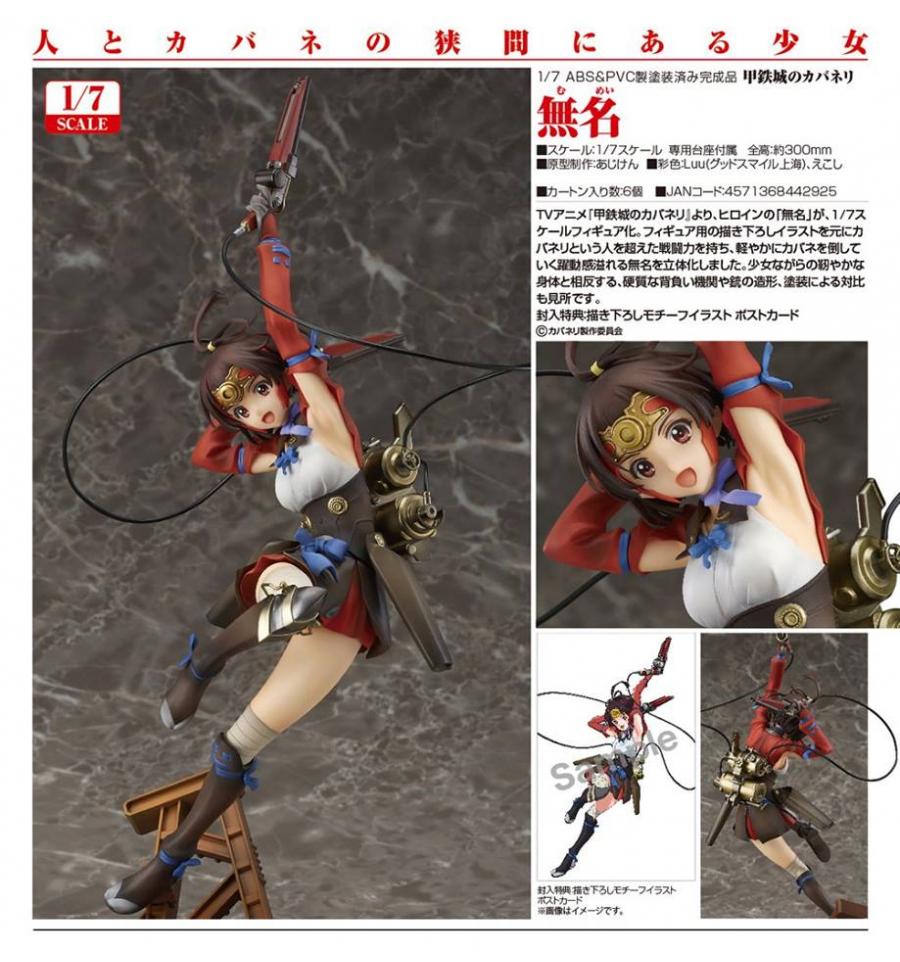 人とカバネの狭間にある少女
1/7
SCALE
1/7 ABS&PVC製塗装済み完成品 甲鉄城のカバネリ
む めい
無名
■スケール:1/7スケール 専用台座付属 全高:約300mm
■原型制作:あじけん ■彩色:Luu(グッドスマイル上海)、えこし
■カートン入り数:6個 ■JANコード:4571368442925
TVアニメ『甲鉄城のカバネリ』より、ヒロインの「無名」が、1/7ス
ケールフィギュア化。フィギュア用の描き下ろしイラストを元にカ
バネリという人を超えた戦闘力を持ち、軽やかにカバネを倒して
いく躍動感溢れる無名を立体化しました。少女ながらの靭やかな
身体と相反する、硬質な背負い機関や銃の造形、塗装による対比
も見所です。
封入特典:描き下ろしモチーフイラスト ポストカード
©カバネリ製作委員会
Sample
封入特典:描き下ろしモチーフイラスト
ポストカード
※画像はイメージです。